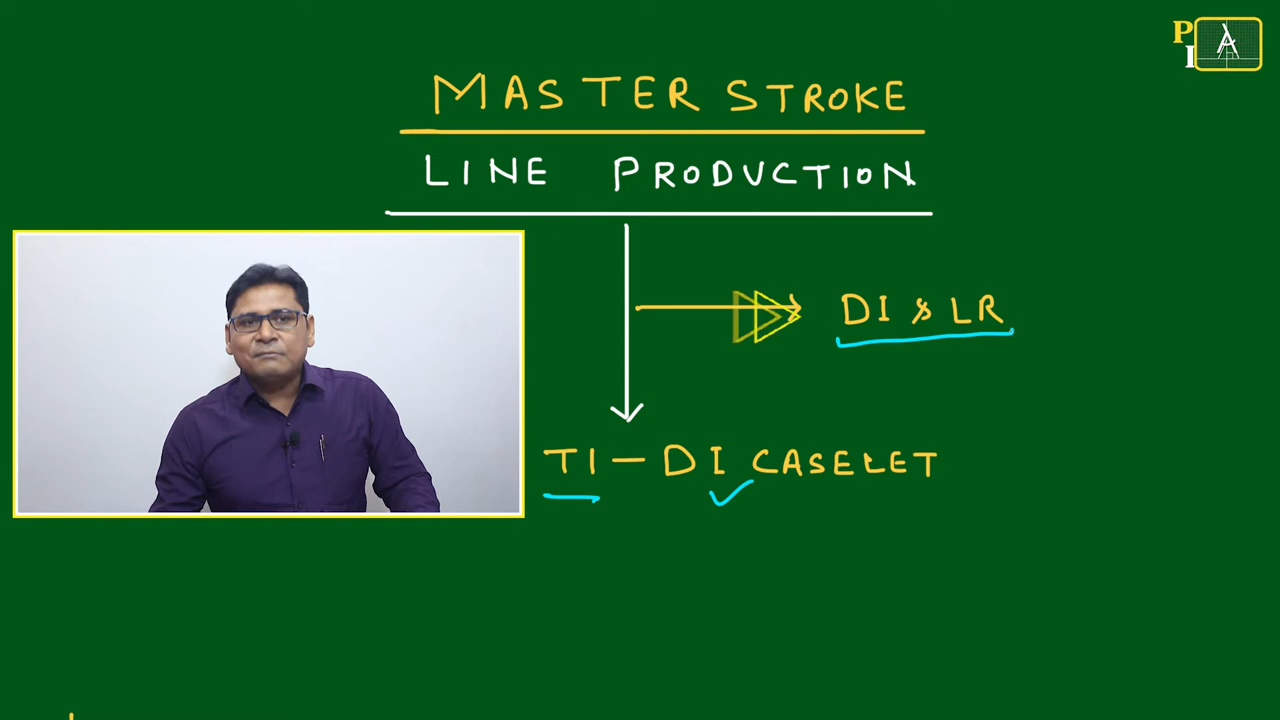 P
I
A
MASTER STROKE
LINE PRODUCTION
DI & LR
TI - DI CASELET